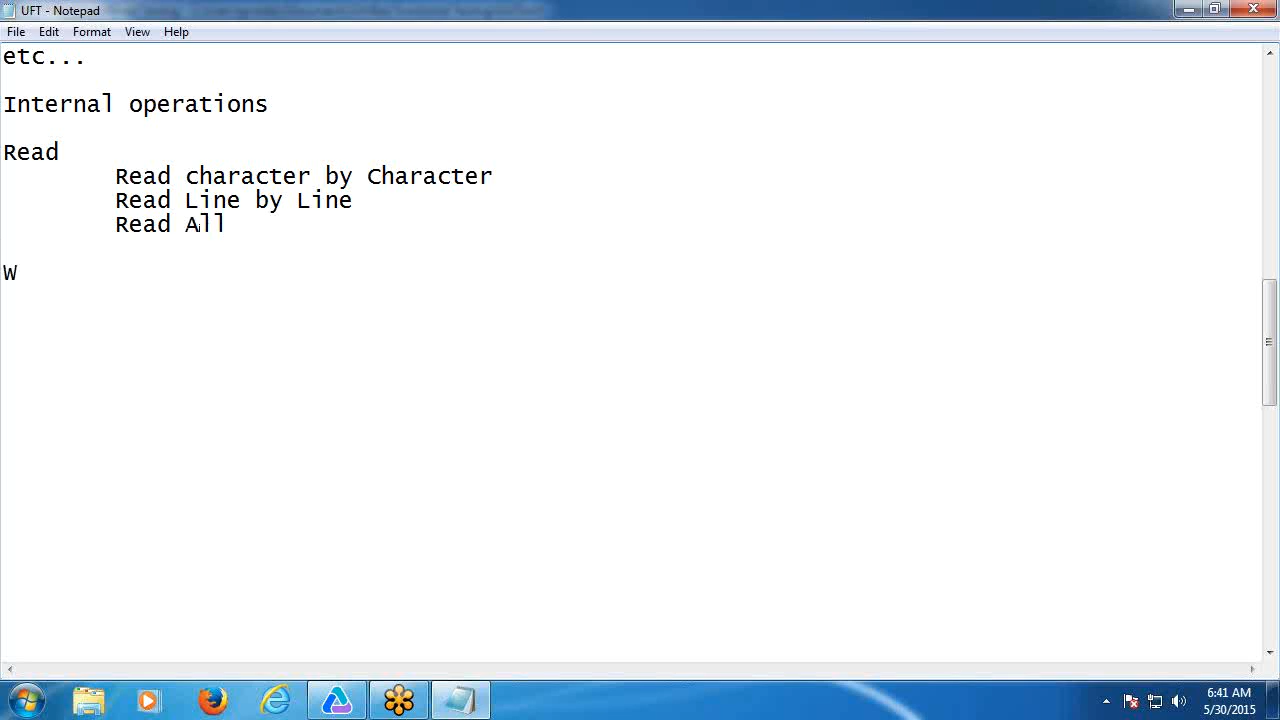 UFT - Notepad
File Edit Format View Help
etc...
Internal operations
Read
Read character by Character
Read Line by Line
Read All
W
6:41 AM
5/30/2015